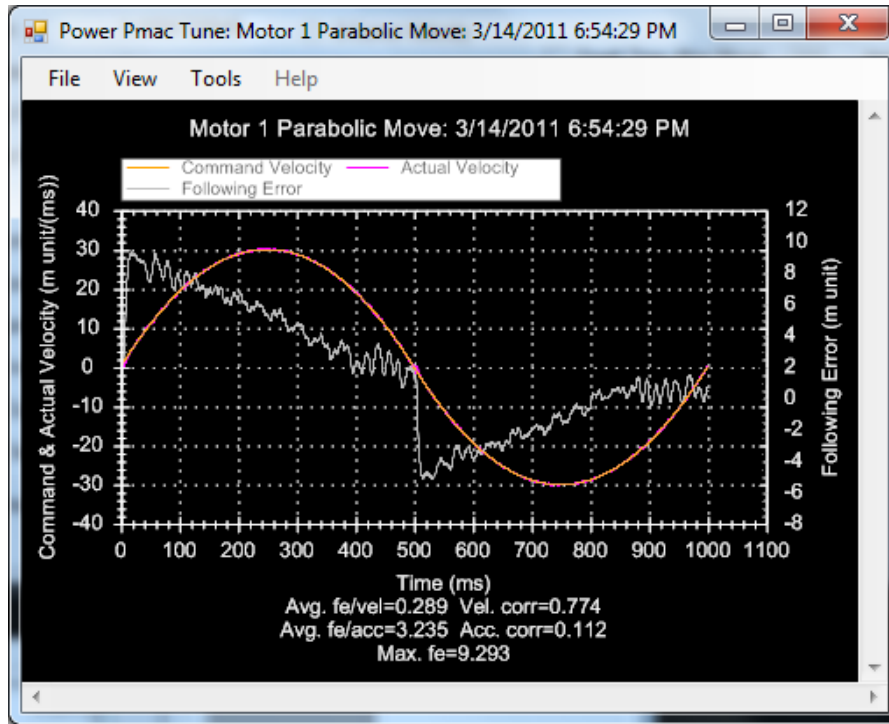 Power Pmac Tune: Motor 1 Parabolic Move: 3/14/2011 6:54:29 PM
File View Tools Help
Motor 1 Parabolic Move: 3/14/2011 6:54:29 PM
Command Velocity Actual Velocity
Following Error
Command & Actual Velocity (m unit/(ms))
40
30
20
10
0
-10
-20
-30
-40
12
10
8
6
4
2
0
-2
-4
-6
-8
Following Error (m unit)
0 100 200 300 400 500 600 700 800 900 1000 1100
Time (ms)
Avg. fe/vel=0.289 Vel. corr=0.774
Avg. fe/acc=3.235 Acc. corr=0.112
Max. fe=9.293